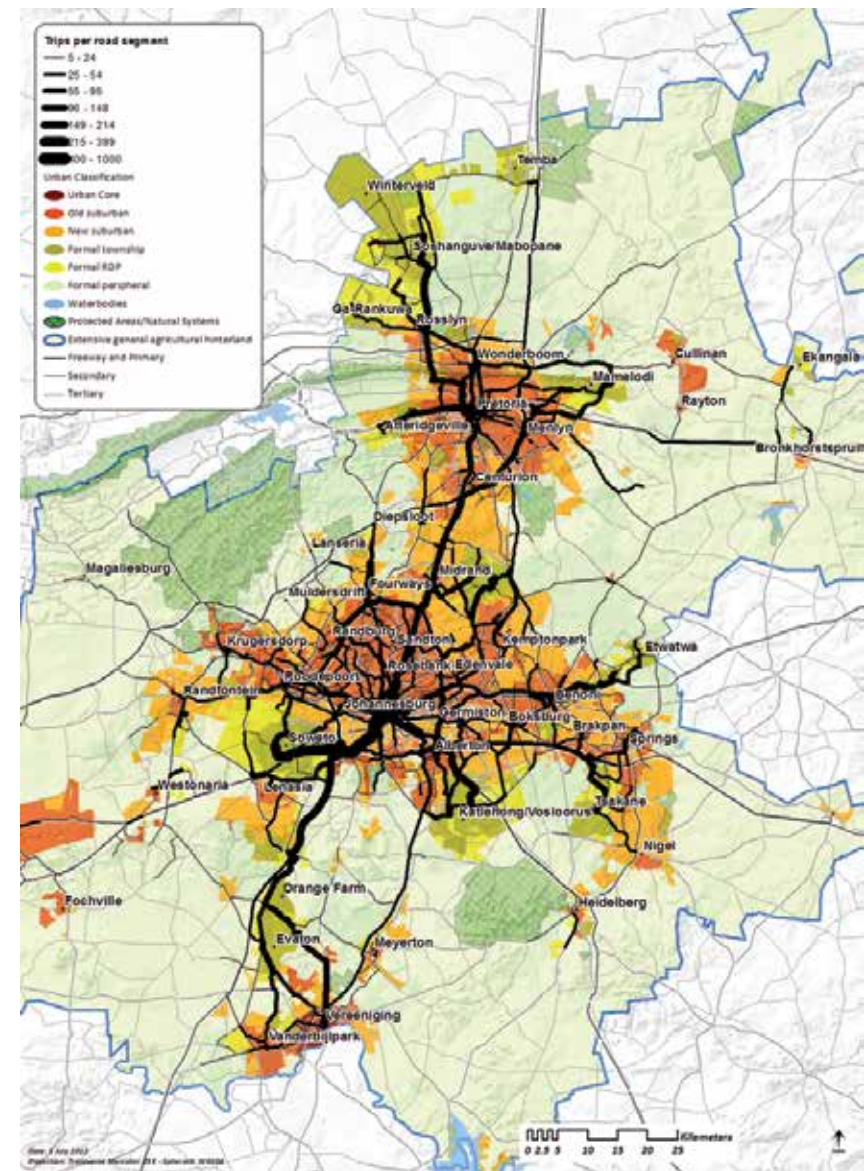 Trips per road segment
5 - 24
25 - 54
55 - 95
96 - 148
149 - 214
215 - 399
400 - 1000
Urban Classification
Urban Core
Old suburban
New suburban
Formal township
Formal RDP
Formal peripheral
Waterbodies
Protected Areas/Natural Systems
Extensive general agricultural hinterland
Freeway and Primary
Secondary
Tertiary
Temba
Winterveld
Soshanguve/Mabopane
Ga-Rankuwa
Rosslyn
Wonderboom
Cullinan
Ekangala
Mamelodi
Pretoria
Rayton
Atteridgeville
Menlyn
Bronkhorstspruit
Centurion
Diepsloot
Lanseria
Magaliesburg
Midrand
Fourways
Muldersdrift
Randburg
Krugersdorp
Sandton
Kemptonpark
Etwatwa
Rosebank
Edenvale
Roodepoort
Randfontein
Benoni
Johannesburg
Germiston
Boksburg
Brakpan
Springs
Soweto
Alberton
Westonaria
Lenasia
Tsakane
Katlehong/Vosloorus
Nigel
Orange Farm
Fochville
Heidelberg
Evaton
Meyerton
Vereeniging
Vanderbijlpark
Kilometers
0 2.5 5 10 15 20 25